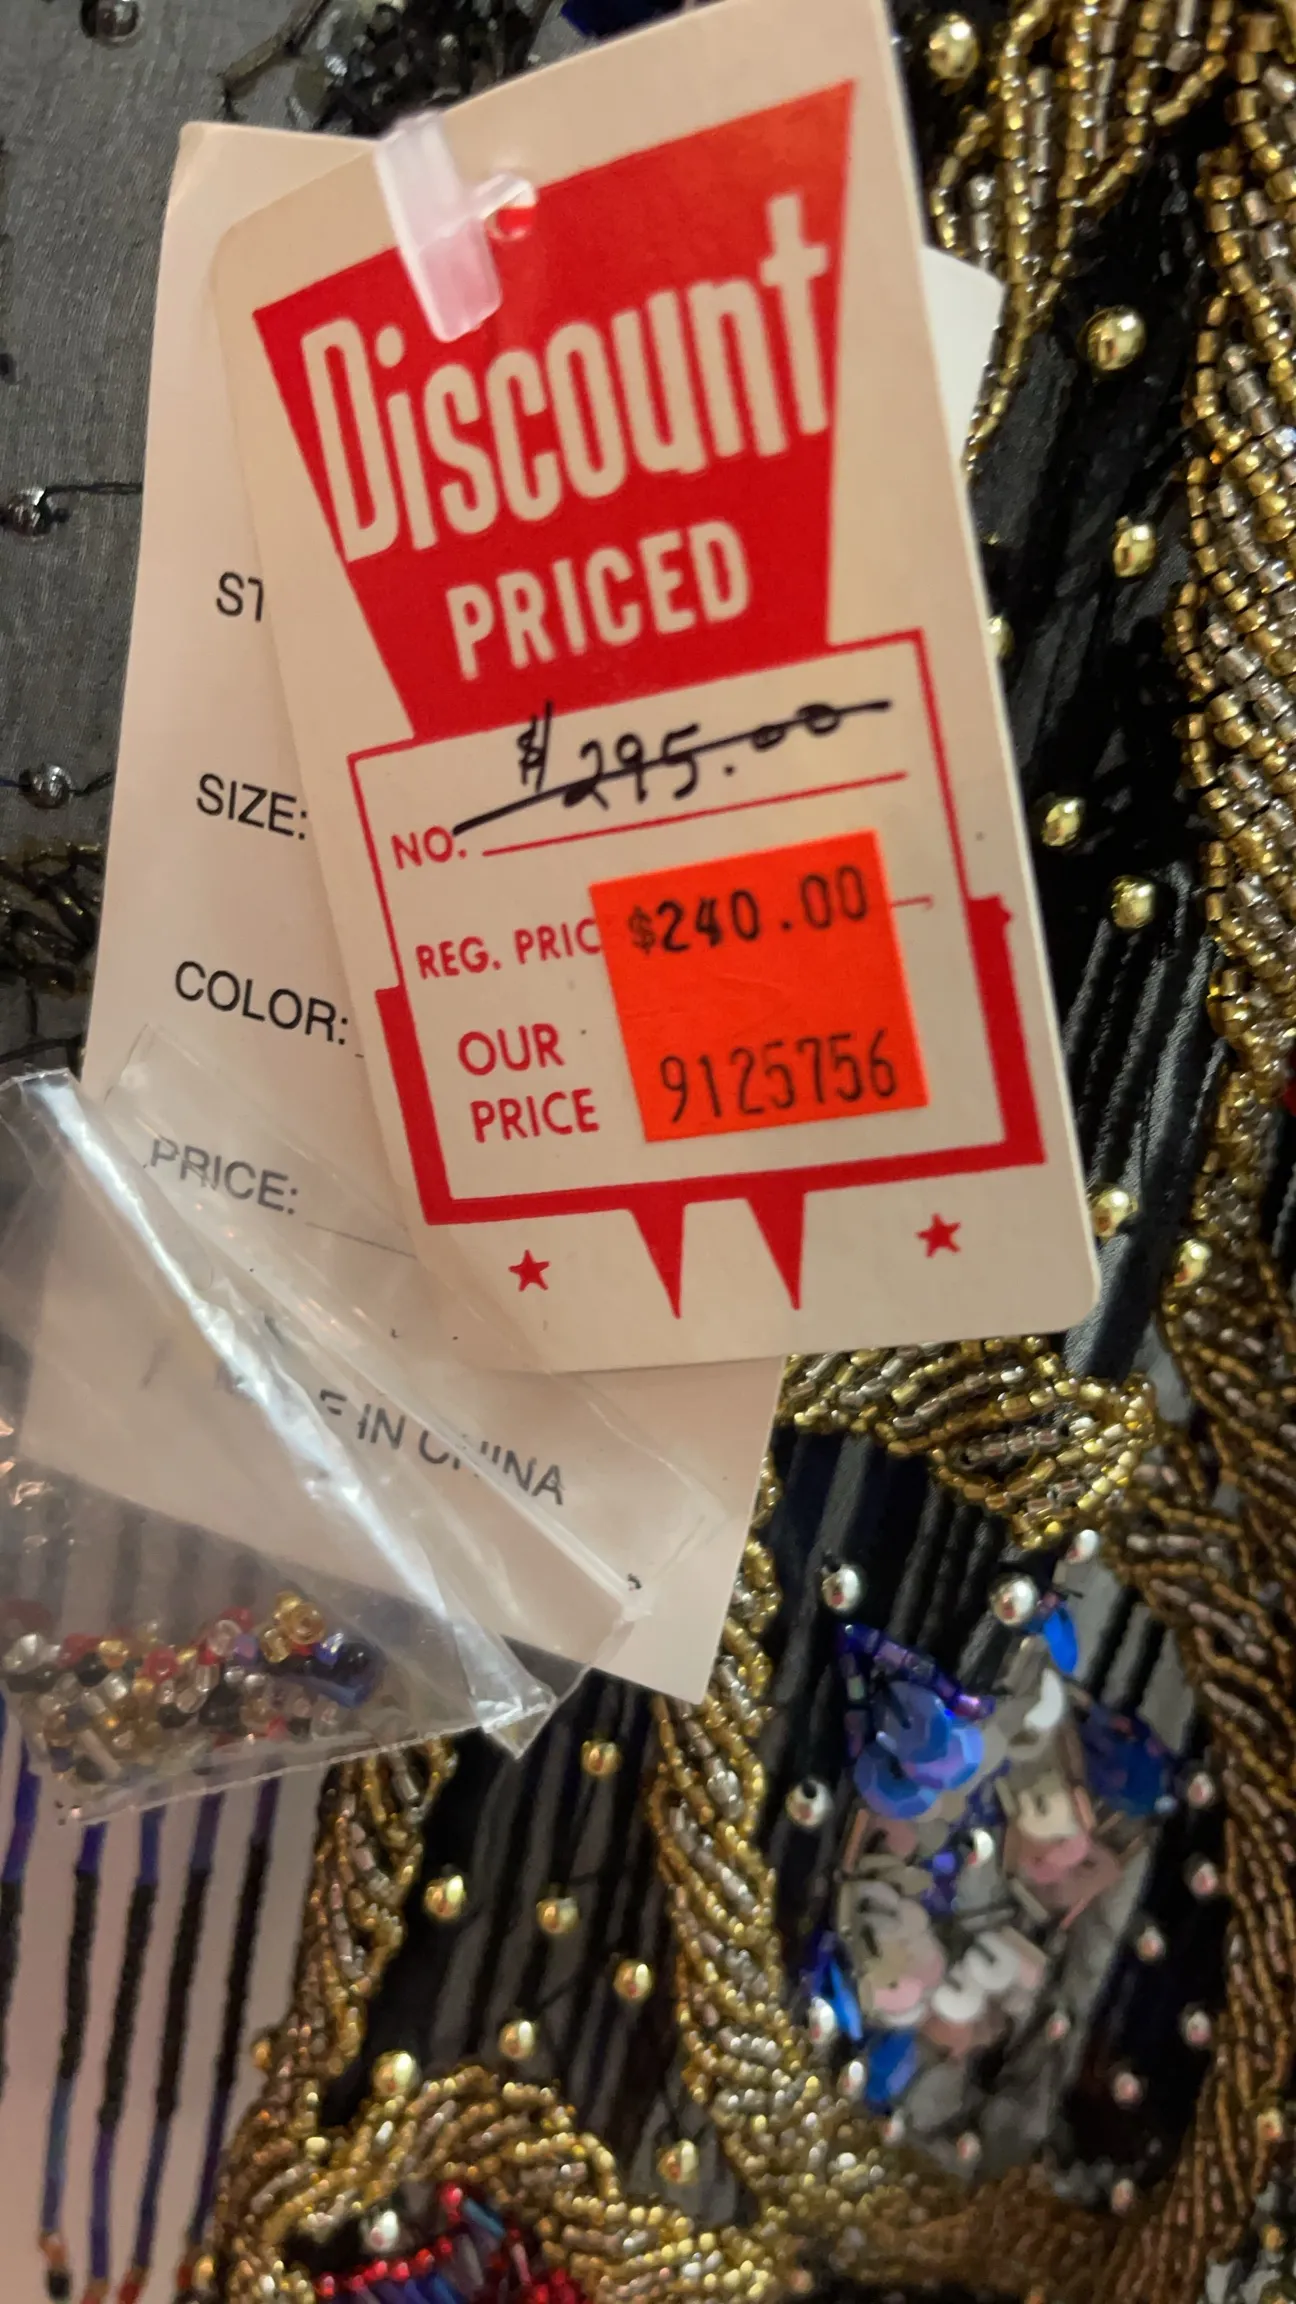 Discount
PRICED
$295.00
NO.
REG. PRIC
$240.00
OUR
PRICE
9125756
ST
SIZE:
COLOR:
PRICE:
E IN CHINA